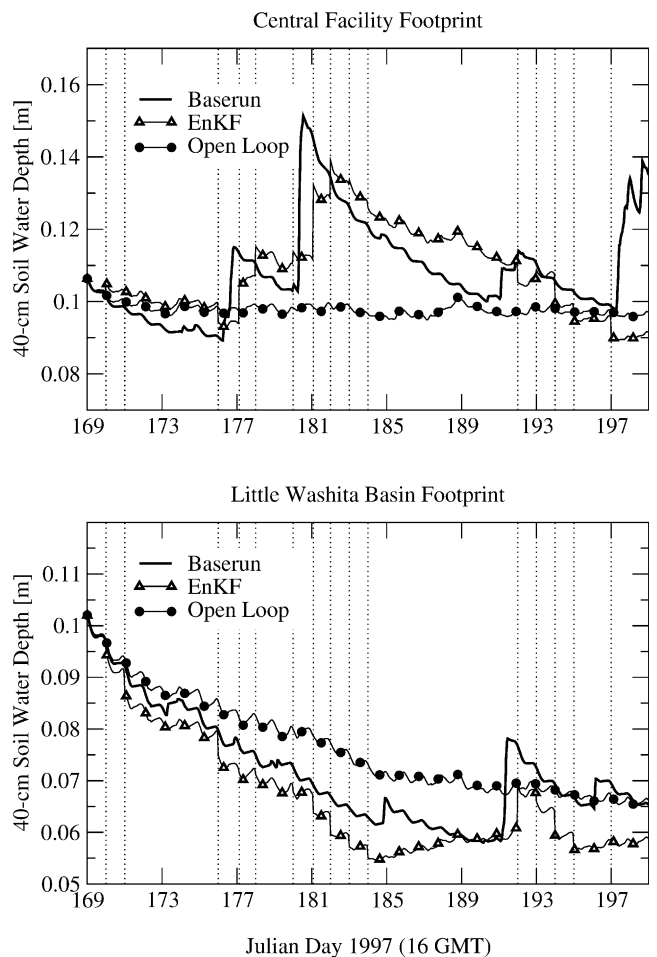 Central Facility Footprint
0.16
Baserun
EnKF
Open Loop
0.14
0.12
0.1
0.08
40-cm Soil Water Depth [m]
169 173 177 181 185 189 193 197
Little Washita Basin Footprint
Baserun
0.11
EnKF
Open Loop
0.1
0.09
0.08
0.07
0.06
0.05
40-cm Soil Water Depth [m]
169 173 177 181 185 189 193 197
Julian Day 1997 (16 GMT)